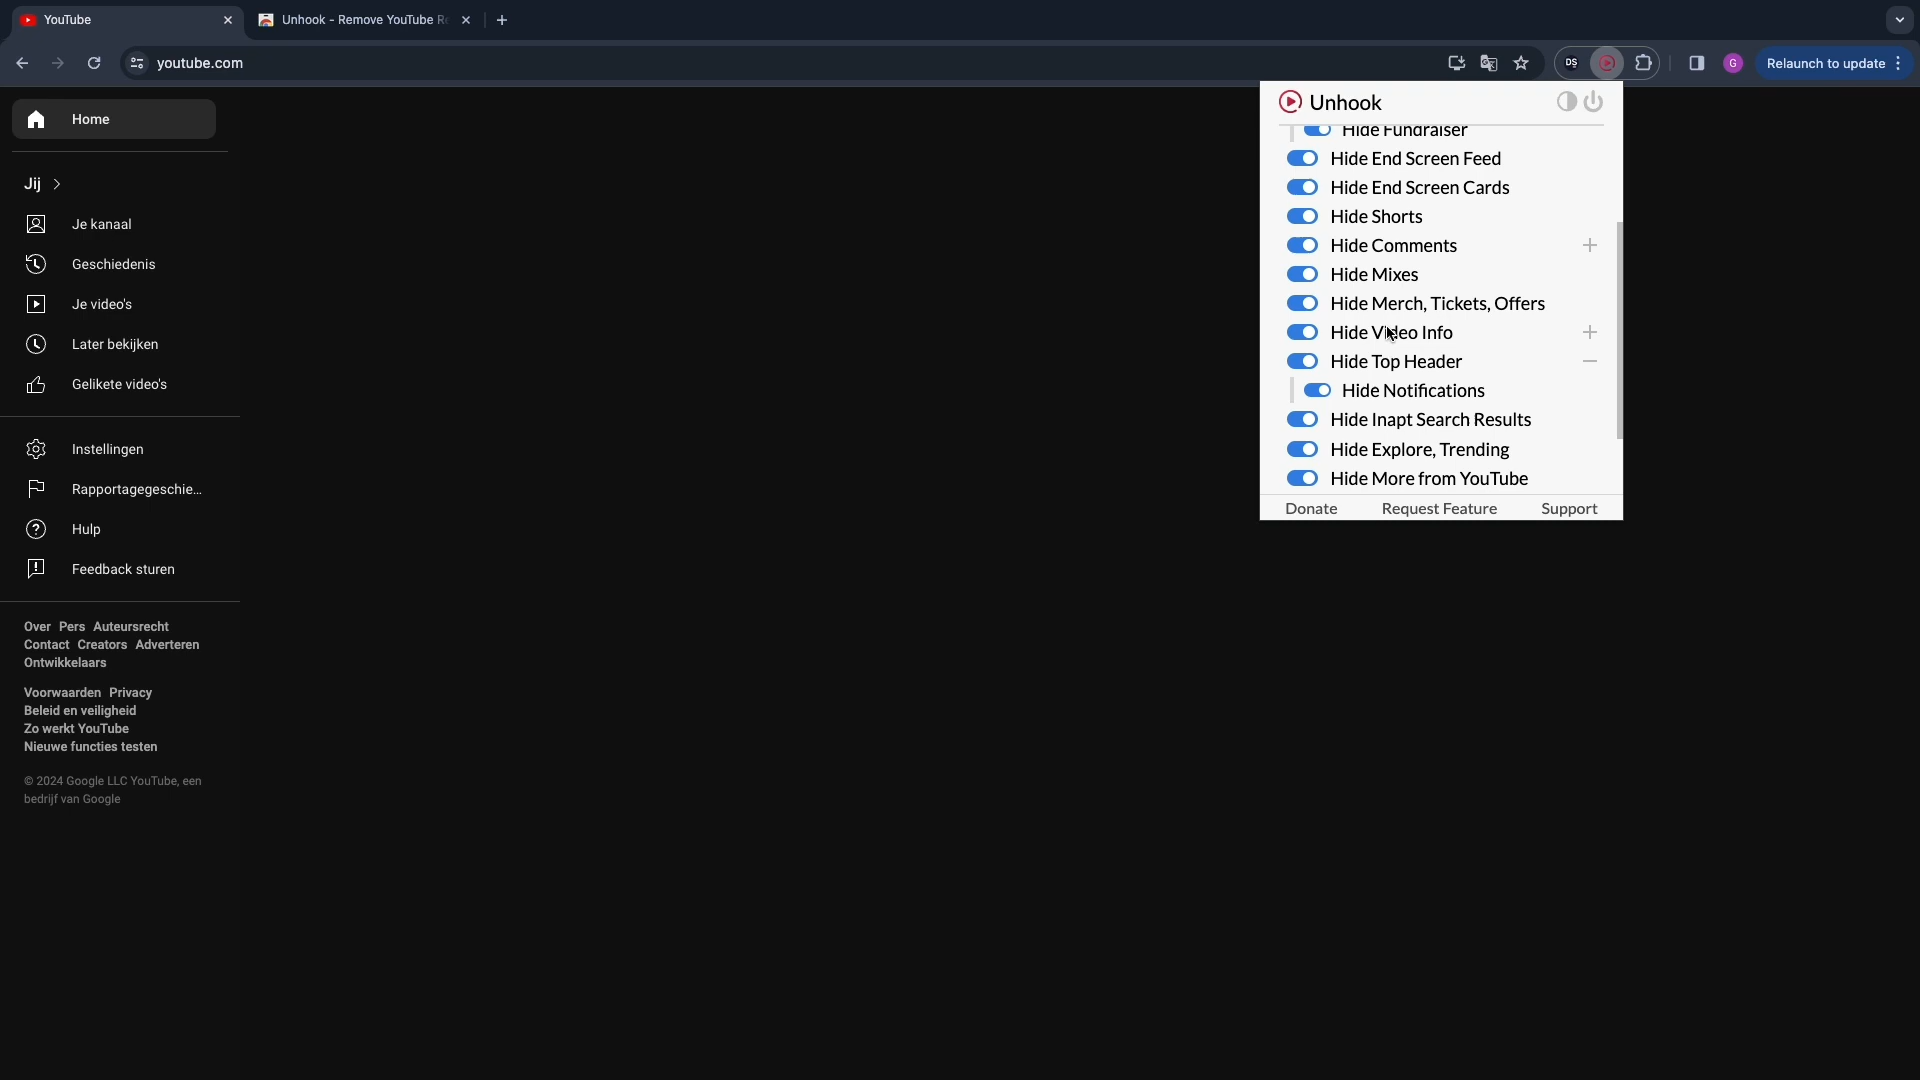 YouTube
Unhook - Remove YouTube R
youtube.com
DS
G
Relaunch to update
Home
Jij
Je kanaal
Geschiedenis
Je video's
Later bekijken
Gelikete video's
Instellingen
Rapportagegeschie...
Hulp
Feedback sturen
Over Pers Auteursrecht
Contact Creators Adverteren
Ontwikkelaars
Voorwaarden Privacy
Beleid en veiligheid
Zo werkt YouTube
Nieuwe functies testen
© 2024 Google LLC YouTube, een
bedrijf van Google
Unhook
Hide Fundraiser
Hide End Screen Feed
Hide End Screen Cards
Hide Shorts
Hide Comments
Hide Mixes
Hide Merch, Tickets, Offers
Hide Video Info
Hide Top Header
Hide Notifications
Hide Inapt Search Results
Hide Explore, Trending
Hide More from YouTube
Donate Request Feature Support